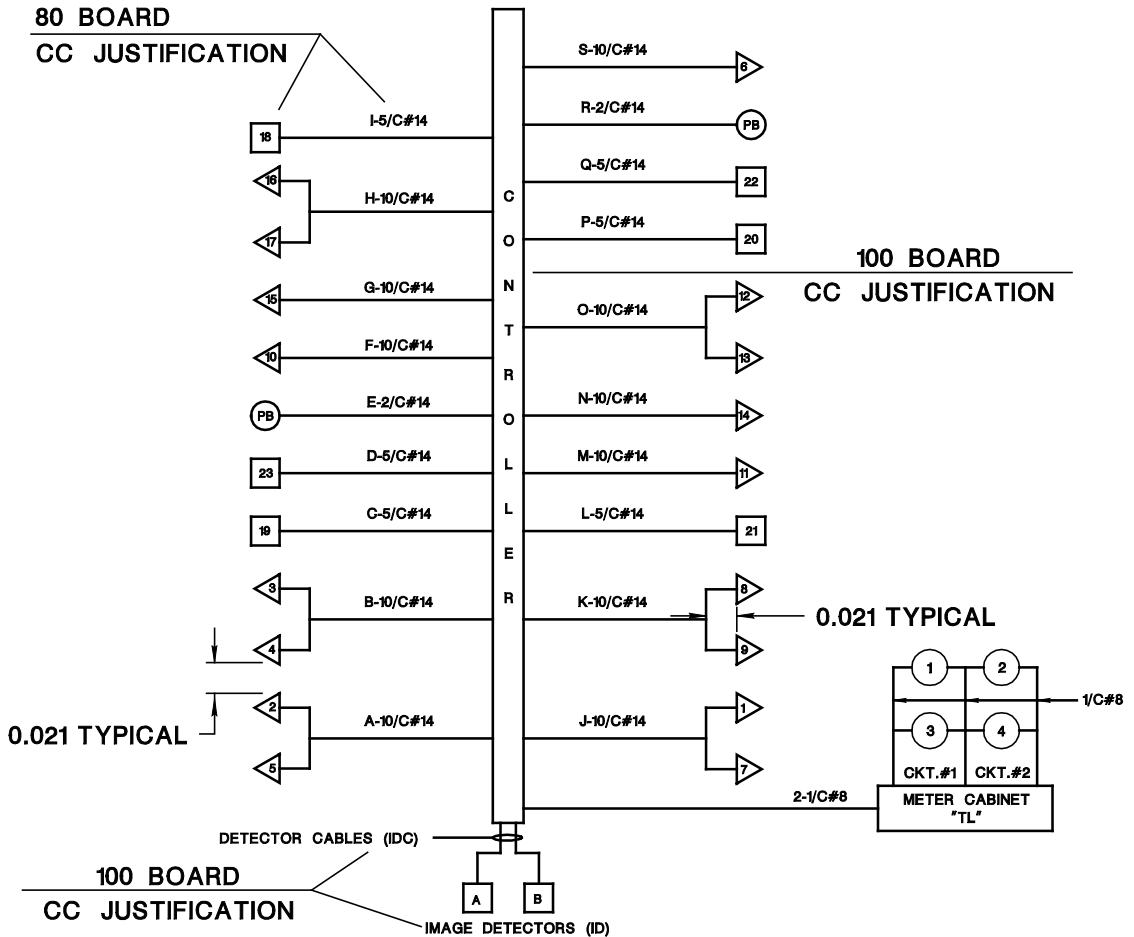 80 BOARD
CC JUSTIFICATION
S-10/C#14
6
R-2/C#14
PB
I-5/C#14
18
Q-5/C#14
22
16
H-10/C#14
17
P-5/C#14
20
100 BOARD
CC JUSTIFICATION
G-10/C#14
15
O-10/C#14
12
13
F-10/C#14
10
E-2/C#14
PB
N-10/C#14
14
D-5/C#14
23
M-10/C#14
11
C-5/C#14
19
L-5/C#14
21
CONTROLLER
3
B-10/C#14
4
K-10/C#14
8
9
0.021 TYPICAL
0.021 TYPICAL
2
A-10/C#14
5
J-10/C#14
1
7
1
2
1/C#8
3
4
CKT.#1 CKT.#2
2-1/C#8
METER CABINET
"TL"
DETECTOR CABLES (IDC)
100 BOARD
CC JUSTIFICATION
A
B
IMAGE DETECTORS (ID)